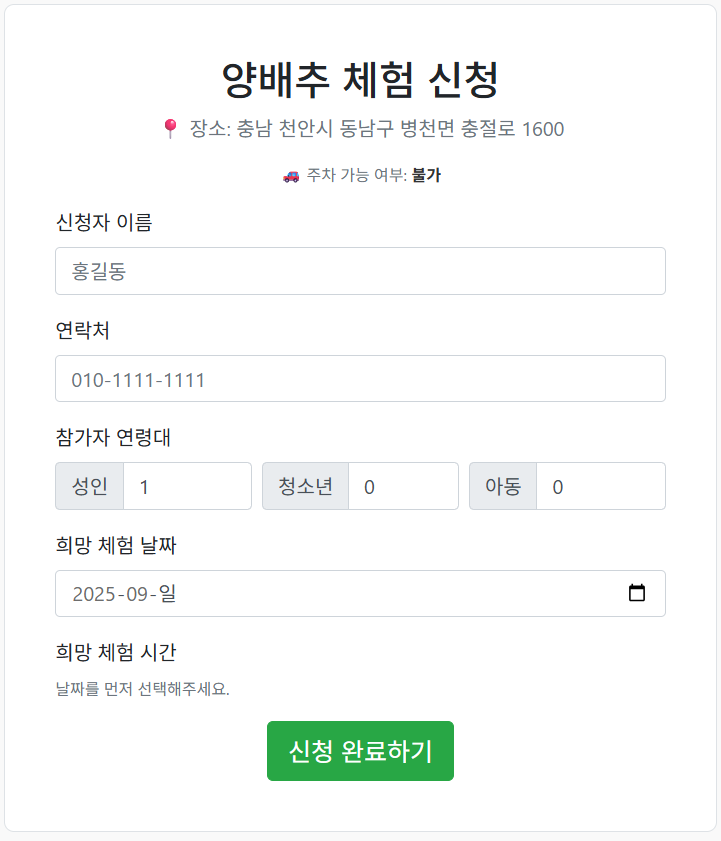 양배추 체험 신청
📍 장소: 충남 천안시 동남구 병천면 충절로 1600
🚗 주차 가능 여부: 불가
신청자 이름
홍길동
연락처
010-1111-1111
참가자 연령대
성인 1 청소년 0 아동 0
희망 체험 날짜
2025-09-일
희망 체험 시간
날짜를 먼저 선택해주세요.
신청 완료하기